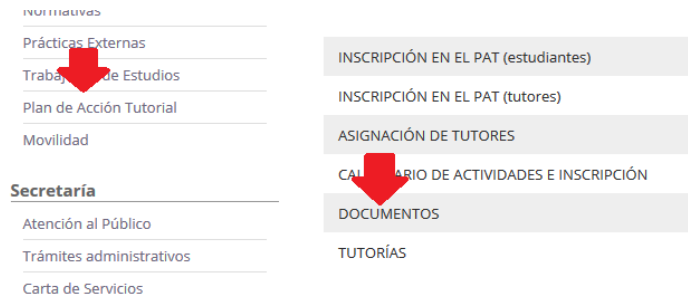 Normativas
Prácticas Externas
de Estudios
Plan de Acción Tutorial
Movilidad
Secretaría
Atención al Público
Trámites administrativos
Carta de Servicios
INSCRIPCIÓN EN EL PAT (estudiantes)
INSCRIPCIÓN EN EL PAT (tutores)
ASIGNACIÓN DE TUTORES
DE ACTIVIDADES E INSCRIPCIÓN
DOCUMENTOS
TUTORÍAS